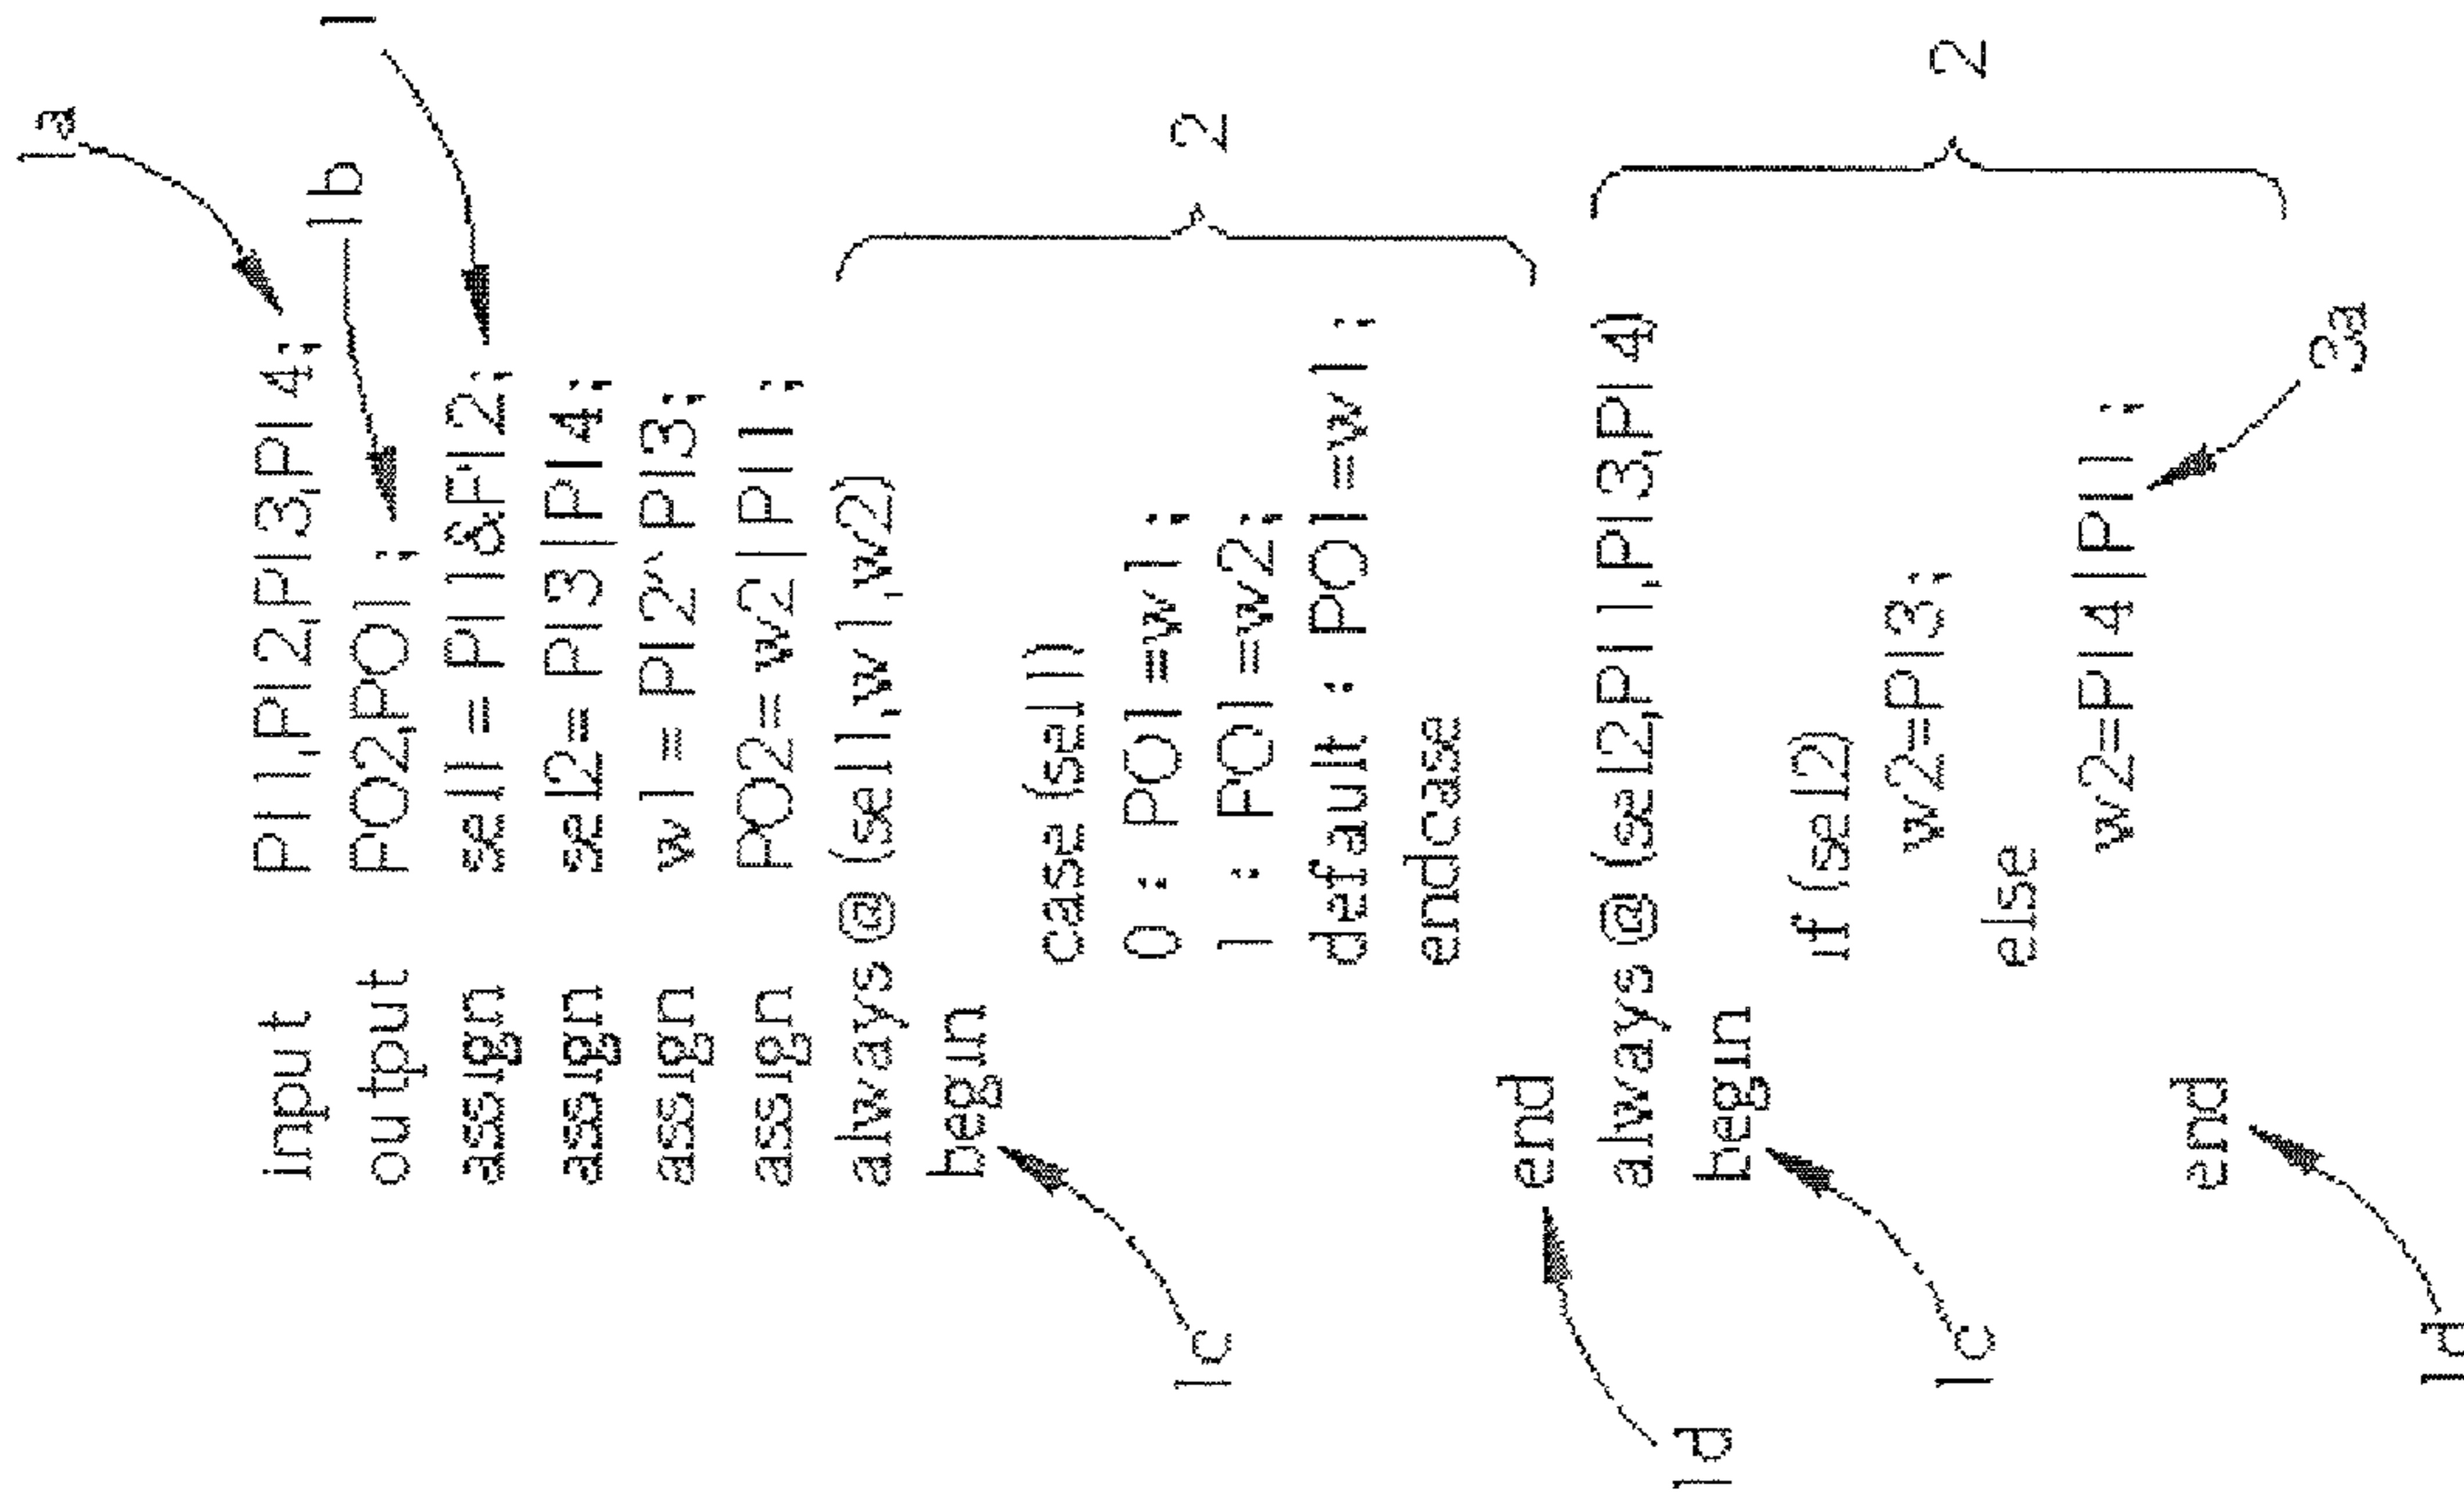 1a
1
1b
input PI1,PI2,PI3,PI4;
output PO2,PO1;
assign sel1 = PI1&PI2;
assign sel2= PI3|PI4;
assign w1 = PI2^PI3;
assign PO2=w2|PI1;
always@(sel1,w1,w2)
begin
case(sel1)
0: PO1=w1;
1: PO1=w2;
default: PO1=w1;
endcase
end
always@(sel2,PI1,PI3,PI4)
begin
if(sel2)
w2=PI3;
else
w2=PI4|PI1;
end
2
2
3a
1c
1d
1c
1d